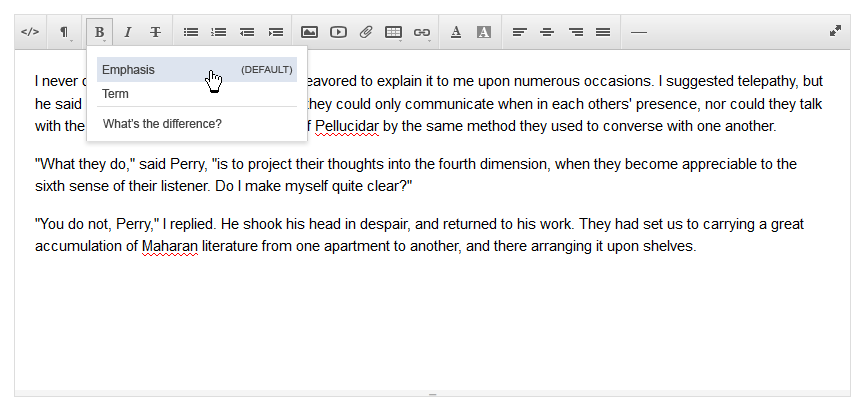 </> ¶ B I T A A
Emphasis (DEFAULT)
Term
What's the difference?
I never eavored to explain it to me upon numerous occasions. I suggested telepathy, but
he said they could only communicate when in each others' presence, nor could they talk
with the Pellucidar by the same method they used to converse with one another.
"What they do," said Perry, "is to project their thoughts into the fourth dimension, when they become appreciable to the
sixth sense of their listener. Do I make myself quite clear?"
"You do not, Perry," I replied. He shook his head in despair, and returned to his work. They had set us to carrying a great
accumulation of Maharan literature from one apartment to another, and there arranging it upon shelves.